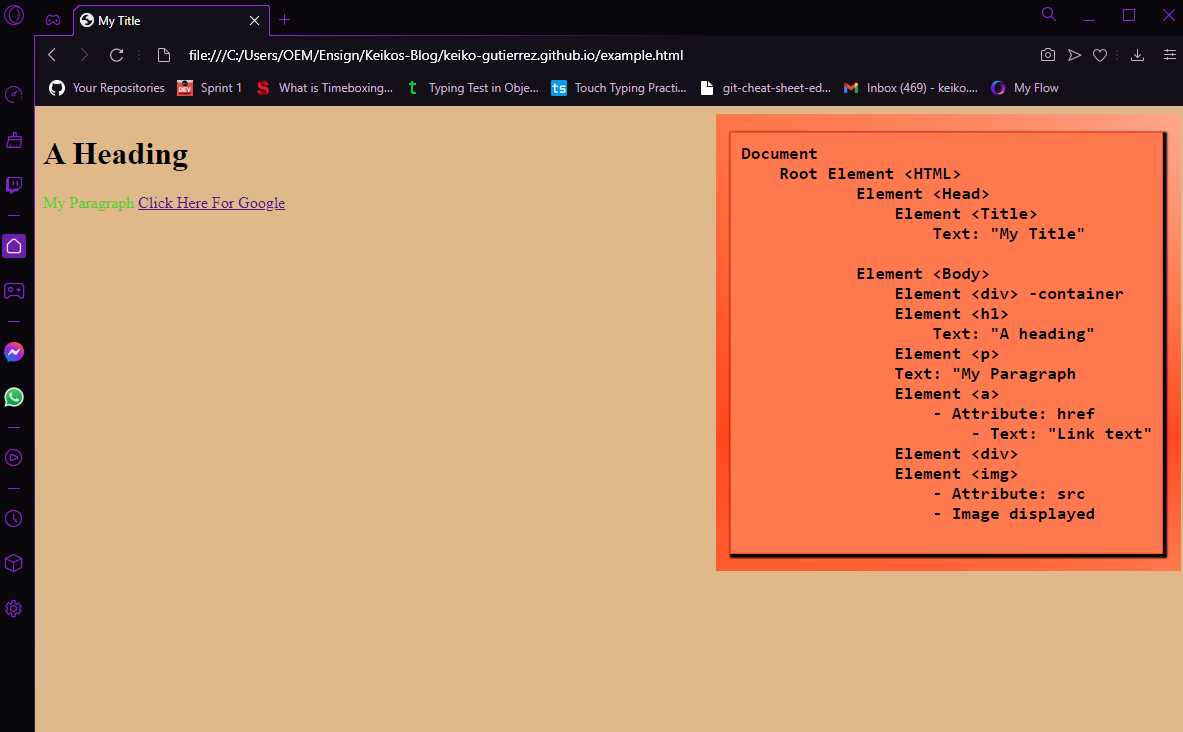 My Title
file:///C:/Users/OEM/Ensign/Keikos-Blog/keiko-gutierrez.github.io/example.html
Your Repositories DEV Sprint 1 S What is Timeboxing... t Typing Test in Obje... ts Touch Typing Practi... git-cheat-sheet-ed... Inbox (469) - keiko.... My Flow
A Heading
My Paragraph Click Here For Google
Document
Root Element <HTML>
Element <Head>
Element <Title>
Text: "My Title"
Element <Body>
Element <div> -container
Element <h1>
Text: "A heading"
Element <p>
Text: "My Paragraph
Element <a>
- Attribute: href
- Text: "Link text"
Element <div>
Element <img>
- Attribute: src
- Image displayed